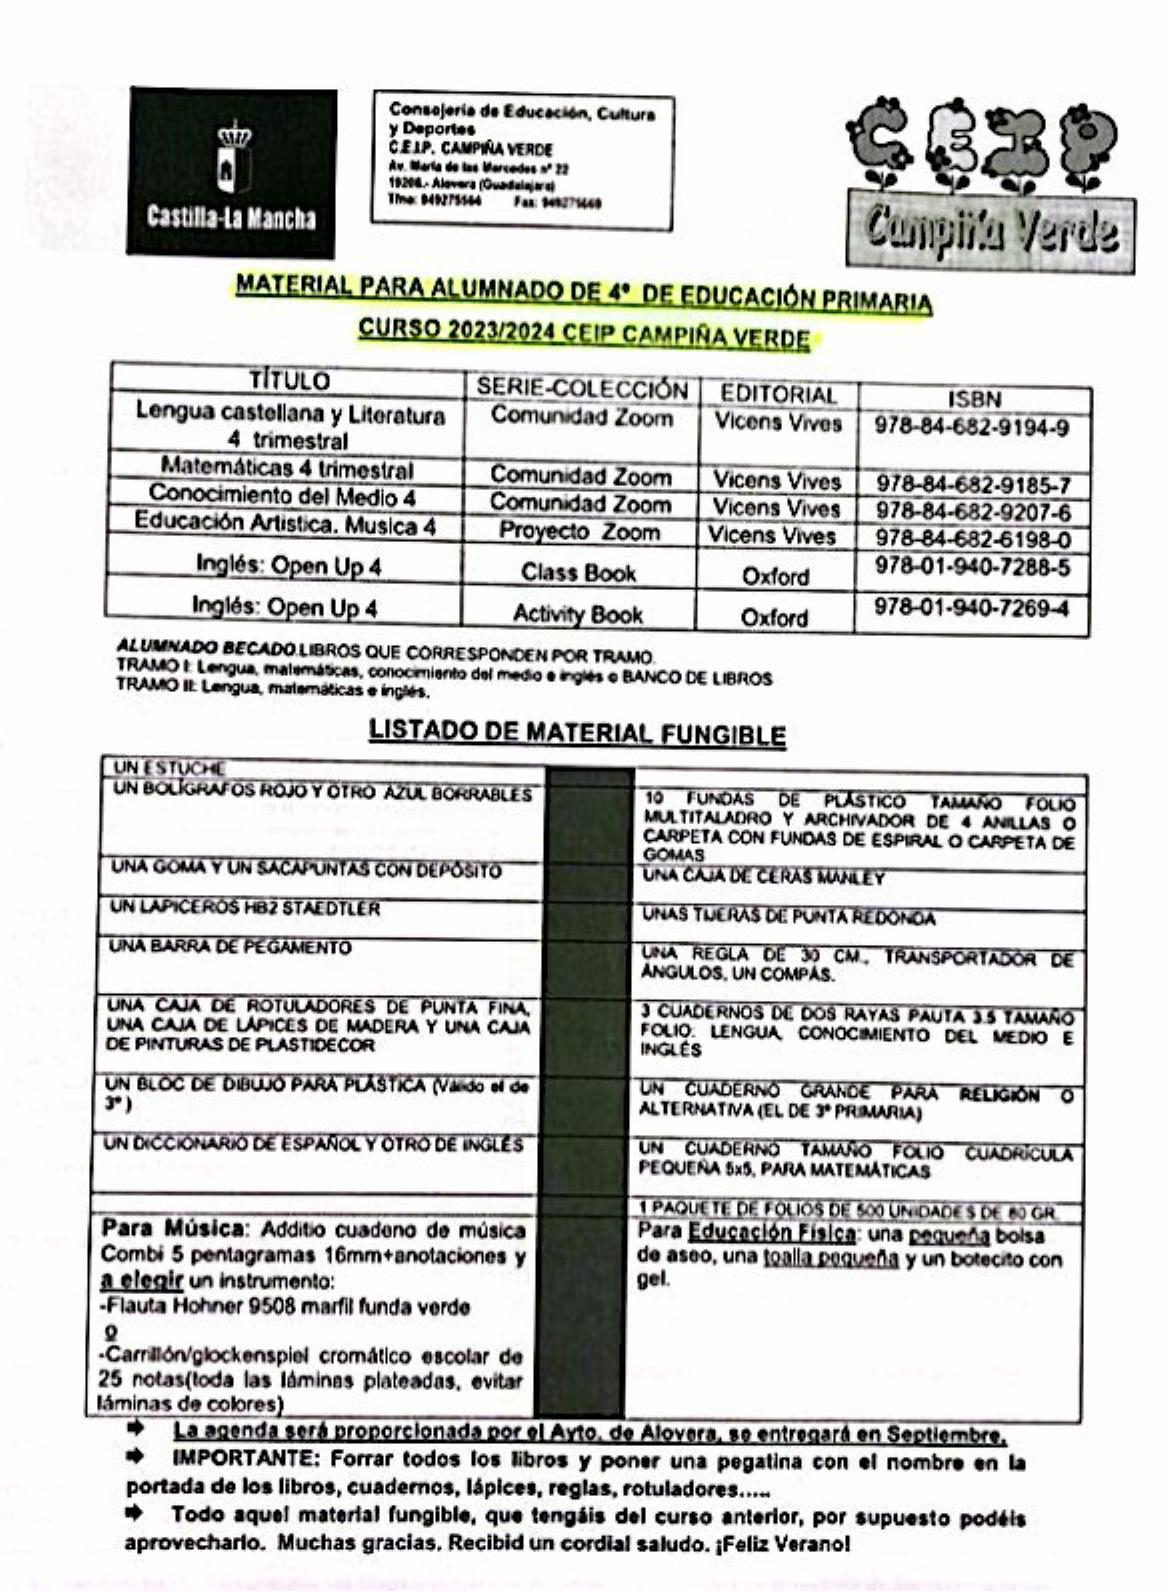 Castilla-La Mancha
Consejería de Educación, Cultura
y Deportes
C.E.I.P. CAMPIÑA VERDE
Av. María de las Mercedes nº 22
19208.- Alovera (Guadalajara)
Tfno: 949275564 Fax: 949275569
CEIP
Campiña Verde
MATERIAL PARA ALUMNADO DE 4º DE EDUCACIÓN PRIMARIA
CURSO 2023/2024 CEIP CAMPIÑA VERDE
TÍTULO SERIE-COLECCIÓN EDITORIAL ISBN
Lengua castellana y Literatura Comunidad Zoom Vicens Vives 978-84-682-9194-9
4 trimestral
Matemáticas 4 trimestral Comunidad Zoom Vicens Vives 978-84-682-9185-7
Conocimiento del Medio 4 Comunidad Zoom Vicens Vives 978-84-682-9207-6
Educación Artistica. Musica 4 Proyecto Zoom Vicens Vives 978-84-682-6198-0
Inglés: Open Up 4 Class Book Oxford 978-01-940-7288-5
Inglés: Open Up 4 Activity Book Oxford 978-01-940-7269-4
ALUMNADO BECADO.LIBROS QUE CORRESPONDEN POR TRAMO.
TRAMO I: Lengua, matemáticas, conocimiento del medio e inglés o BANCO DE LIBROS
TRAMO II: Lengua, matemáticas e inglés.
LISTADO DE MATERIAL FUNGIBLE
UN ESTUCHE
UN BOLÍGRAFOS ROJO Y OTRO AZUL BORRABLES
10 FUNDAS DE PLÁSTICO TAMAÑO FOLIO
MULTITALADRO Y ARCHIVADOR DE 4 ANILLAS O
CARPETA CON FUNDAS DE ESPIRAL O CARPETA DE
GOMAS
UNA GOMA Y UN SACAPUNTAS CON DEPÓSITO
UNA CAJA DE CERAS MANLEY
UN LAPICEROS HB2 STAEDTLER
UNAS TIJERAS DE PUNTA REDONDA
UNA BARRA DE PEGAMENTO
UNA REGLA DE 30 CM., TRANSPORTADOR DE
ÁNGULOS, UN COMPÁS.
UNA CAJA DE ROTULADORES DE PUNTA FINA,
UNA CAJA DE LÁPICES DE MADERA Y UNA CAJA
DE PINTURAS DE PLASTIDECOR
3 CUADERNOS DE DOS RAYAS PAUTA 3.5 TAMAÑO
FOLIO: LENGUA, CONOCIMIENTO DEL MEDIO E
INGLÉS
UN BLOC DE DIBUJO PARA PLÁSTICA (Válido el de
3º)
UN CUADERNO GRANDE PARA RELIGIÓN O
ALTERNATIVA (EL DE 3º PRIMARIA)
UN DICCIONARIO DE ESPAÑOL Y OTRO DE INGLÉS
UN CUADERNO TAMAÑO FOLIO CUADRÍCULA
PEQUEÑA 5x5, PARA MATEMÁTICAS
1 PAQUETE DE FOLIOS DE 500 UNIDADES DE 80 GR.
Para Música: Additio cuadeno de música
Combi 5 pentagramas 16mm+anotaciones y
a elegir un instrumento:
-Flauta Hohner 9508 marfil funda verde
o
-Carrillón/glockenspiel cromático escolar de
25 notas(toda las láminas plateadas, evitar
láminas de colores)
Para Educación Física: una pequeña bolsa
de aseo, una toalla pequeña y un botecito con
gel.
➔ La agenda será proporcionada por el Ayto. de Alovera, se entregará en Septiembre.
➔ IMPORTANTE: Forrar todos los libros y poner una pegatina con el nombre en la
portada de los libros, cuadernos, lápices, reglas, rotuladores.....
➔ Todo aquel material fungible, que tengáis del curso anterior, por supuesto podéis
aprovecharlo. Muchas gracias. Recibid un cordial saludo. ¡Feliz Verano!